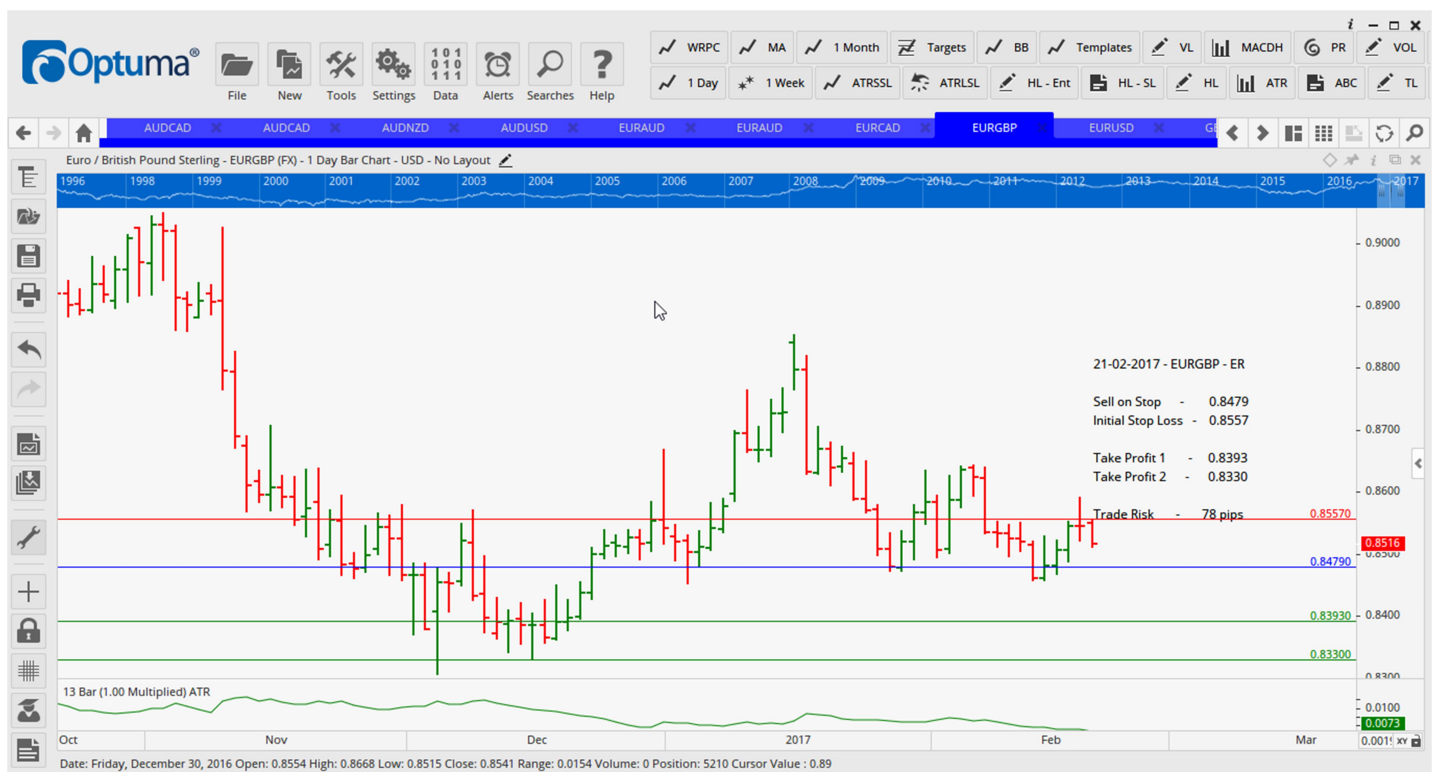 i
Optuma®
File
New
Tools
Settings
101
010
111
Data
Alerts
Searches
?
Help
WRPC
MA
1 Month
Targets
BB
Templates
VL
MACDH
PR
VOL
1 Day
1 Week
ATRSSL
ATRLSL
HL - Ent
HL - SL
HL
ATR
ABC
TL
AUDCAD
AUDCAD
AUDNZD
AUDUSD
EURAUD
EURAUD
EURCAD
EURGBP
EURUSD
Euro / British Pound Sterling - EURGBP (FX) - 1 Day Bar Chart - USD - No Layout
i
1996 1998 1999 2000 2001 2002 2003 2004 2005 2006 2007 2008 2009 2010 2011 2012 2013 2014 2015 2016 2017
0.9000
0.8900
0.8800
0.8700
0.8600
0.8500
0.8400
0.8300
21-02-2017 - EURGBP - ER
Sell on Stop - 0.8479
Initial Stop Loss - 0.8557
Take Profit 1 - 0.8393
Take Profit 2 - 0.8330
Trade Risk - 78 pips
0.85570
0.8516
0.84790
0.83930
0.83300
13 Bar (1.00 Multiplied) ATR
0.0100
0.0073
Oct Nov Dec 2017 Feb Mar
XY
Date: Friday, December 30, 2016 Open: 0.8554 High: 0.8668 Low: 0.8515 Close: 0.8541 Range: 0.0154 Volume: 0 Position: 5210 Cursor Value : 0.89